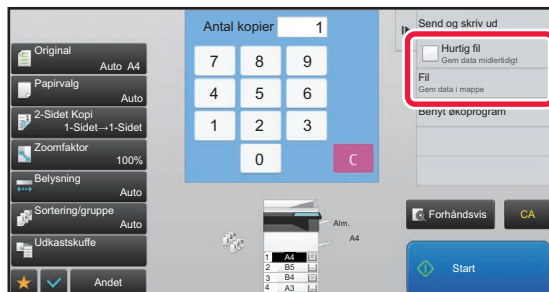 Antal kopier 1
Send og skriv ud
Original
Auto A4
Hurtig fil
Gem data midlertidigt
7 8 9
Papirvalg
Auto
Fil
Gem data i mappe
4 5 6
2-Sidet Kopi
1-Sidet→1-Sidet
Benyt økoprogram
1 2 3
Zoomfaktor
100%
0 C
Belysning
Auto
Sortering/gruppe
Auto
Alm.
A4
Forhåndsvis CA
Udkastskuffe
1 A4
2 B5
3 B4
4 A3
Start
Andet